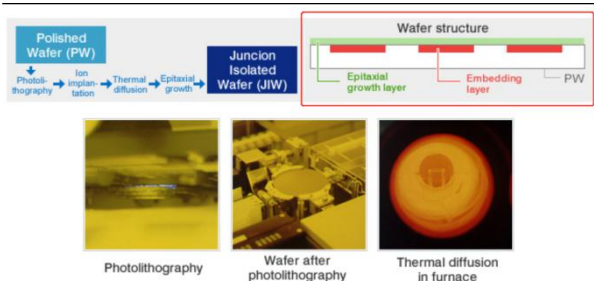 Polished
Wafer (PW)
Photoli-
thography
Ion
implan-
tation
Thermal
diffusion
Epitaxial
growth
Juncion
Isolated
Wafer (JIW)
Wafer structure
Epitaxial
growth layer
Embedding
layer
PW
Photolithography
Wafer after
photolithography
Thermal diffusion
in furnace